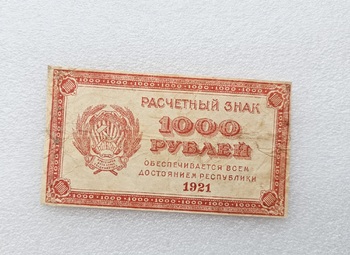 РАСЧЕТНЫЙ ЗНАК
1000
РУБЛЕЙ
ОБЕСПЕЧИВАЕТСЯ ВСЕМ
ДОСТОЯНИЕМ РЕСПУБЛИКИ
1921